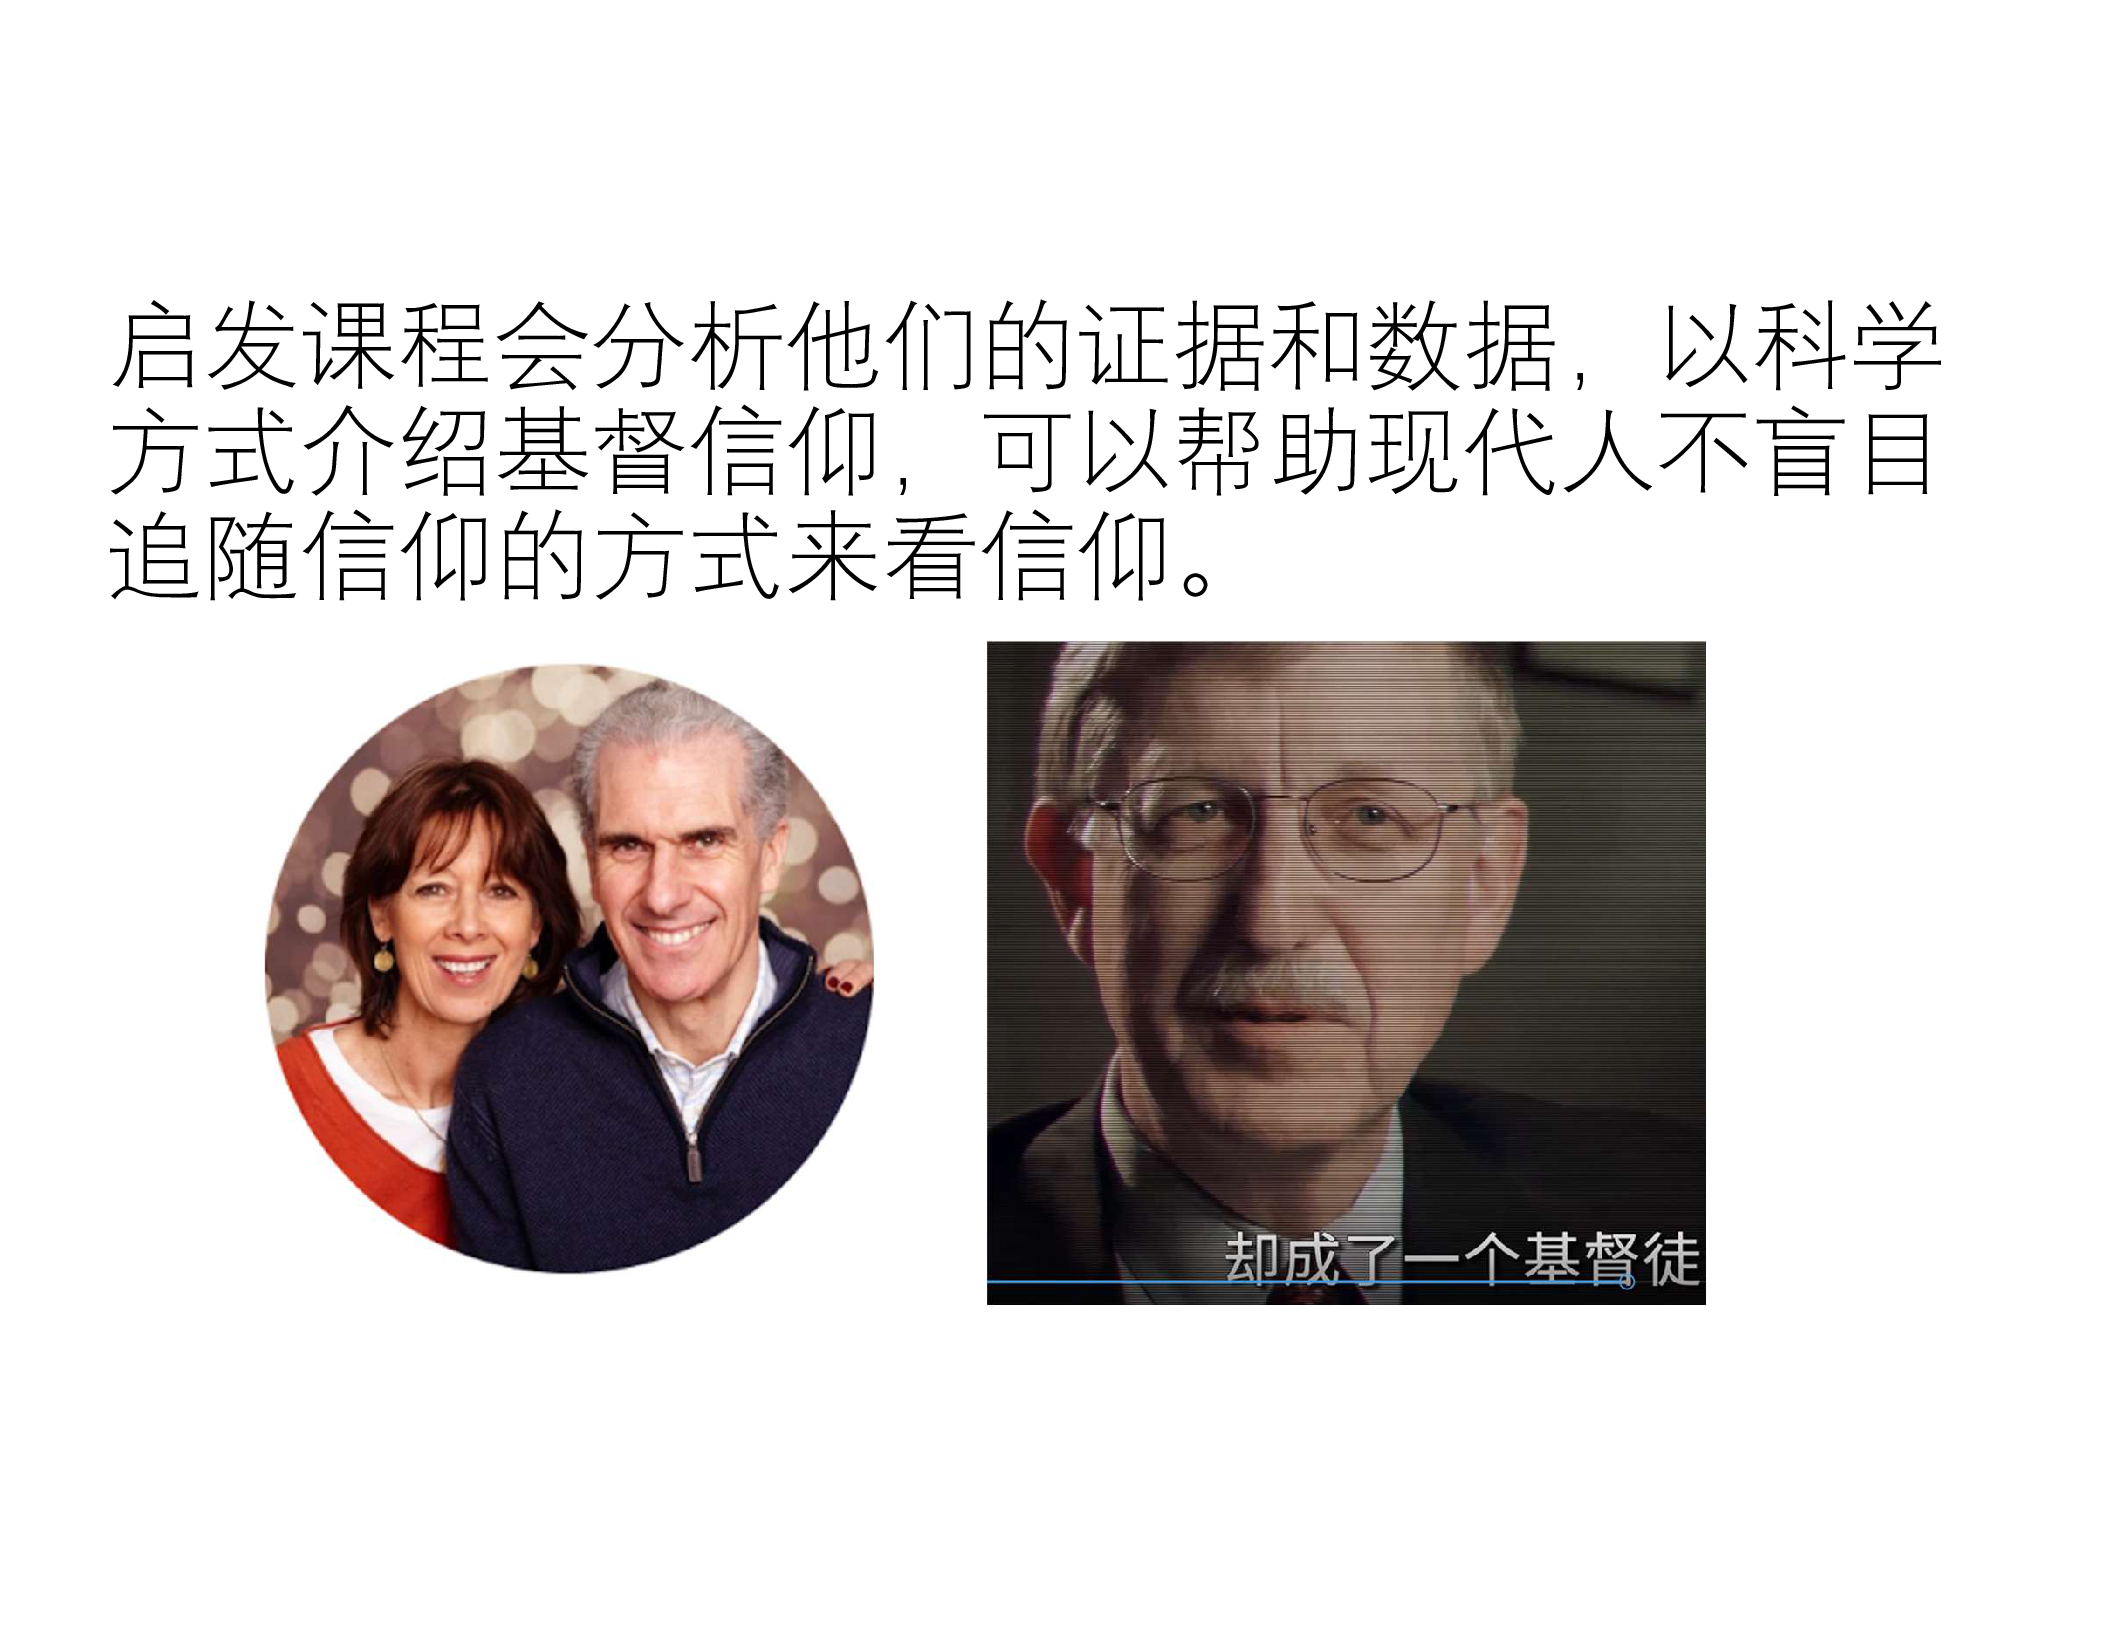 启发课程会分析他们的证据和数据，以科学
方式介绍基督信仰，可以帮助现代人不盲目
追随信仰的方式来看信仰。
却成了一个基督徒